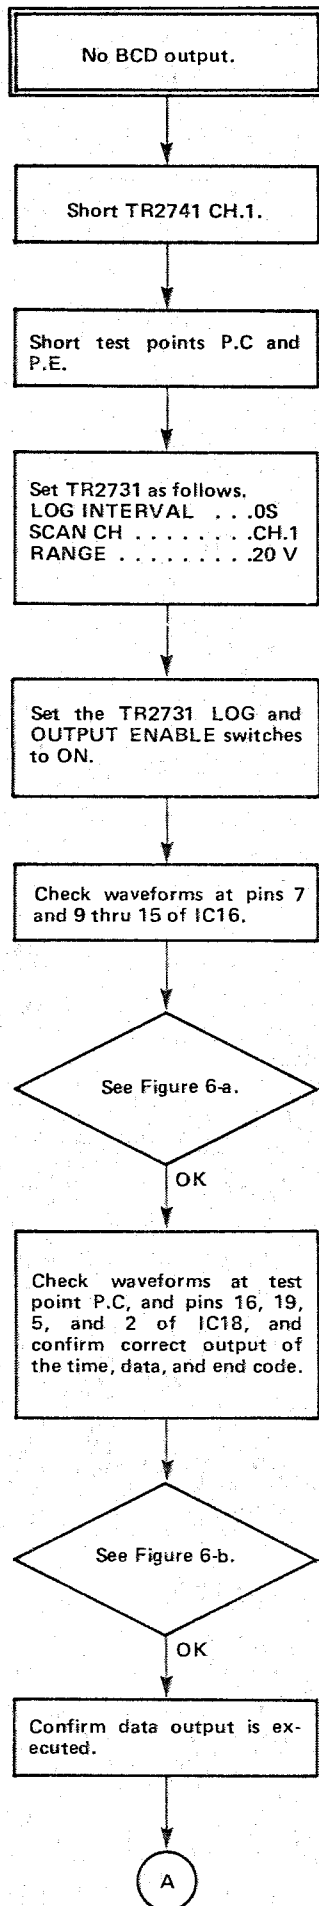 No BCD output.
Short TR2741 CH.1.
Short test points P.C and
P.E.
Set TR2731 as follows.
LOG INTERVAL . . .0S
SCAN CH . . . . . . . .CH.1
RANGE . . . . . . . . .20 V
Set the TR2731 LOG and
OUTPUT ENABLE switches
to ON.
Check waveforms at pins 7
and 9 thru 15 of IC16.
See Figure 6-a.
OK
Check waveforms at test
point P.C, and pins 16, 19,
5, and 2 of IC18, and
confirm correct output of
the time, data, and end code.
See Figure 6-b.
OK
Confirm data output is ex-
ecuted.
A